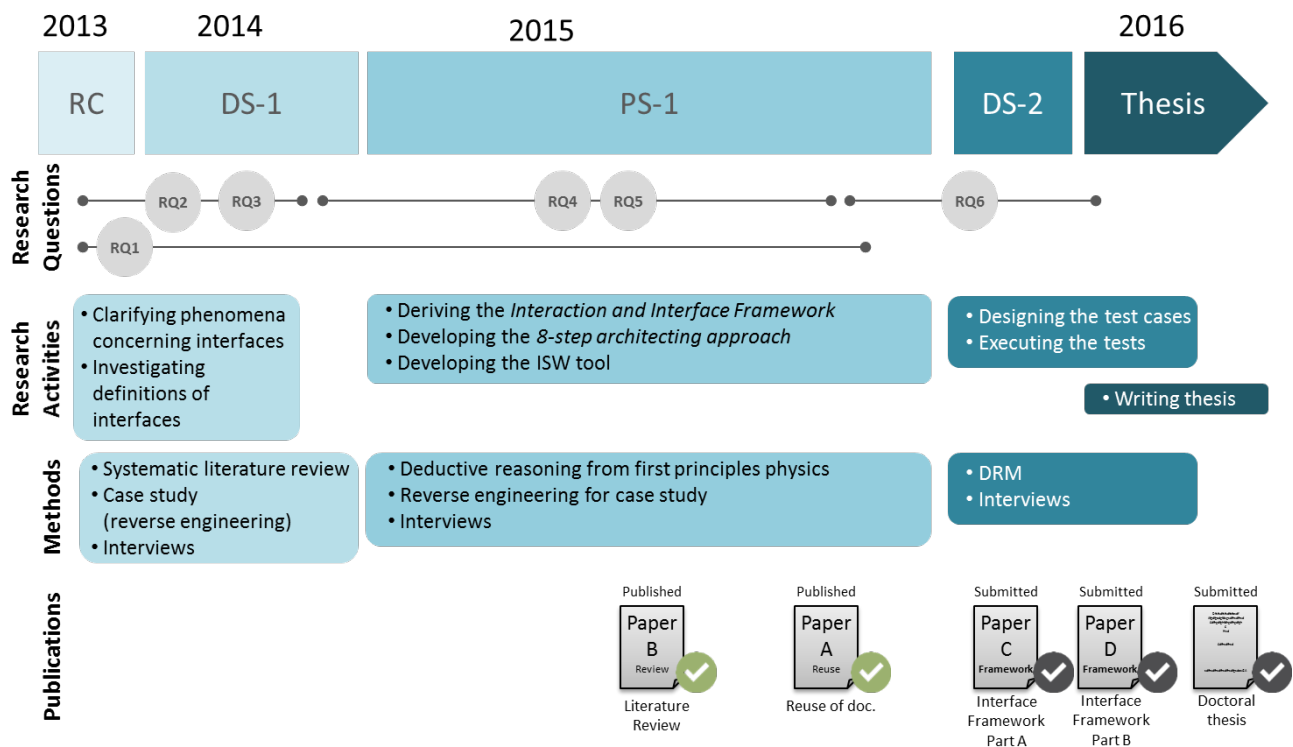 2013
2014
2015
2016
RC
DS-1
PS-1
DS-2
Thesis
Research
Questions
RQ2
RQ3
RQ4
RQ5
RQ6
RQ1
Research
Activities
• Clarifying phenomena
concerning interfaces
• Investigating
definitions of
interfaces
• Deriving the Interaction and Interface Framework
• Developing the 8-step architecting approach
• Developing the ISW tool
• Designing the test cases
• Executing the tests
• Writing thesis
Methods
• Systematic literature review
• Case study
(reverse engineering)
• Interviews
• Deductive reasoning from first principles physics
• Reverse engineering for case study
• Interviews
• DRM
• Interviews
Publications
Published
Paper
B
Review
Literature
Review
Published
Paper
A
Reuse
Reuse of doc.
Submitted
Paper
C
Framework
Interface
Framework
Part A
Submitted
Paper
D
Framework
Interface
Framework
Part B
Submitted
Doctoral
thesis